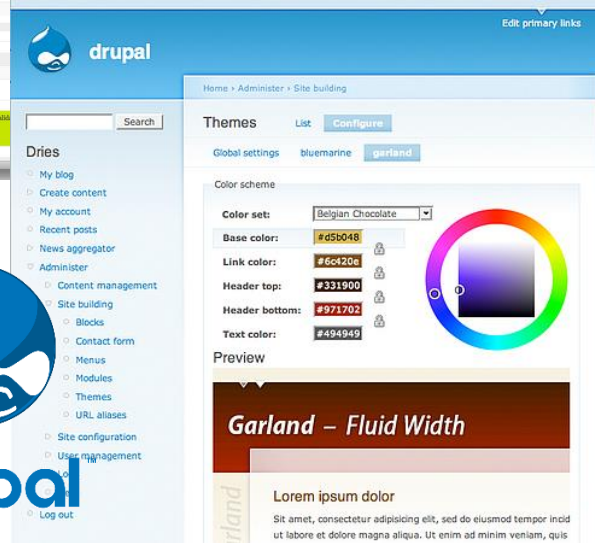 Edit primary links
drupal
Home › Administer › Site building
Search
Themes List Configure
Global settings bluemarine garland
Dries
My blog
Create content
My account
Recent posts
News aggregator
Administer
Content management
Site building
Blocks
Contact form
Menus
Modules
Themes
URL aliases
Site configuration
User management
Log out
Color scheme
Color set: Belgian Chocolate
Base color: #d5b048
Link color: #6c420e
Header top: #331900
Header bottom: #971702
Text color: #494949
Preview
Garland – Fluid Width
Lorem ipsum dolor
Sit amet, consectetur adipisicing elit, sed do eiusmod tempor incid
ut labore et dolore magna aliqua. Ut enim ad minim veniam, quis
rland
pal™